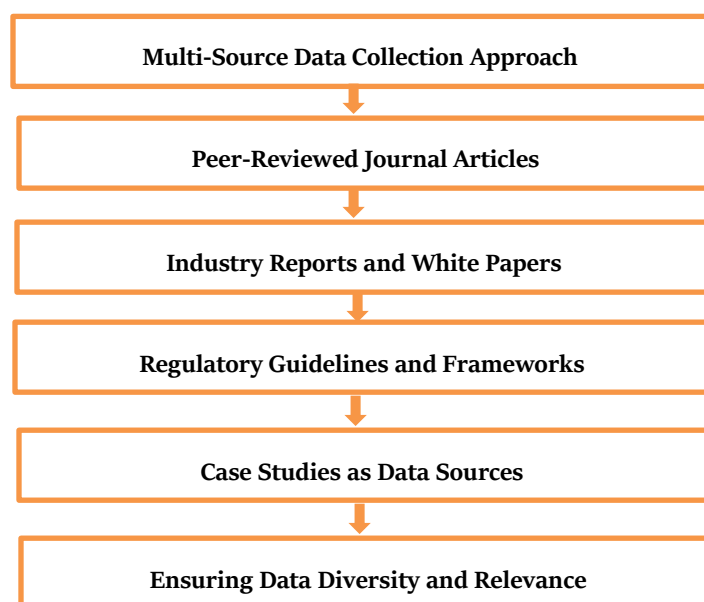 Multi-Source Data Collection Approach
Peer-Reviewed Journal Articles
Industry Reports and White Papers
Regulatory Guidelines and Frameworks
Case Studies as Data Sources
Ensuring Data Diversity and Relevance